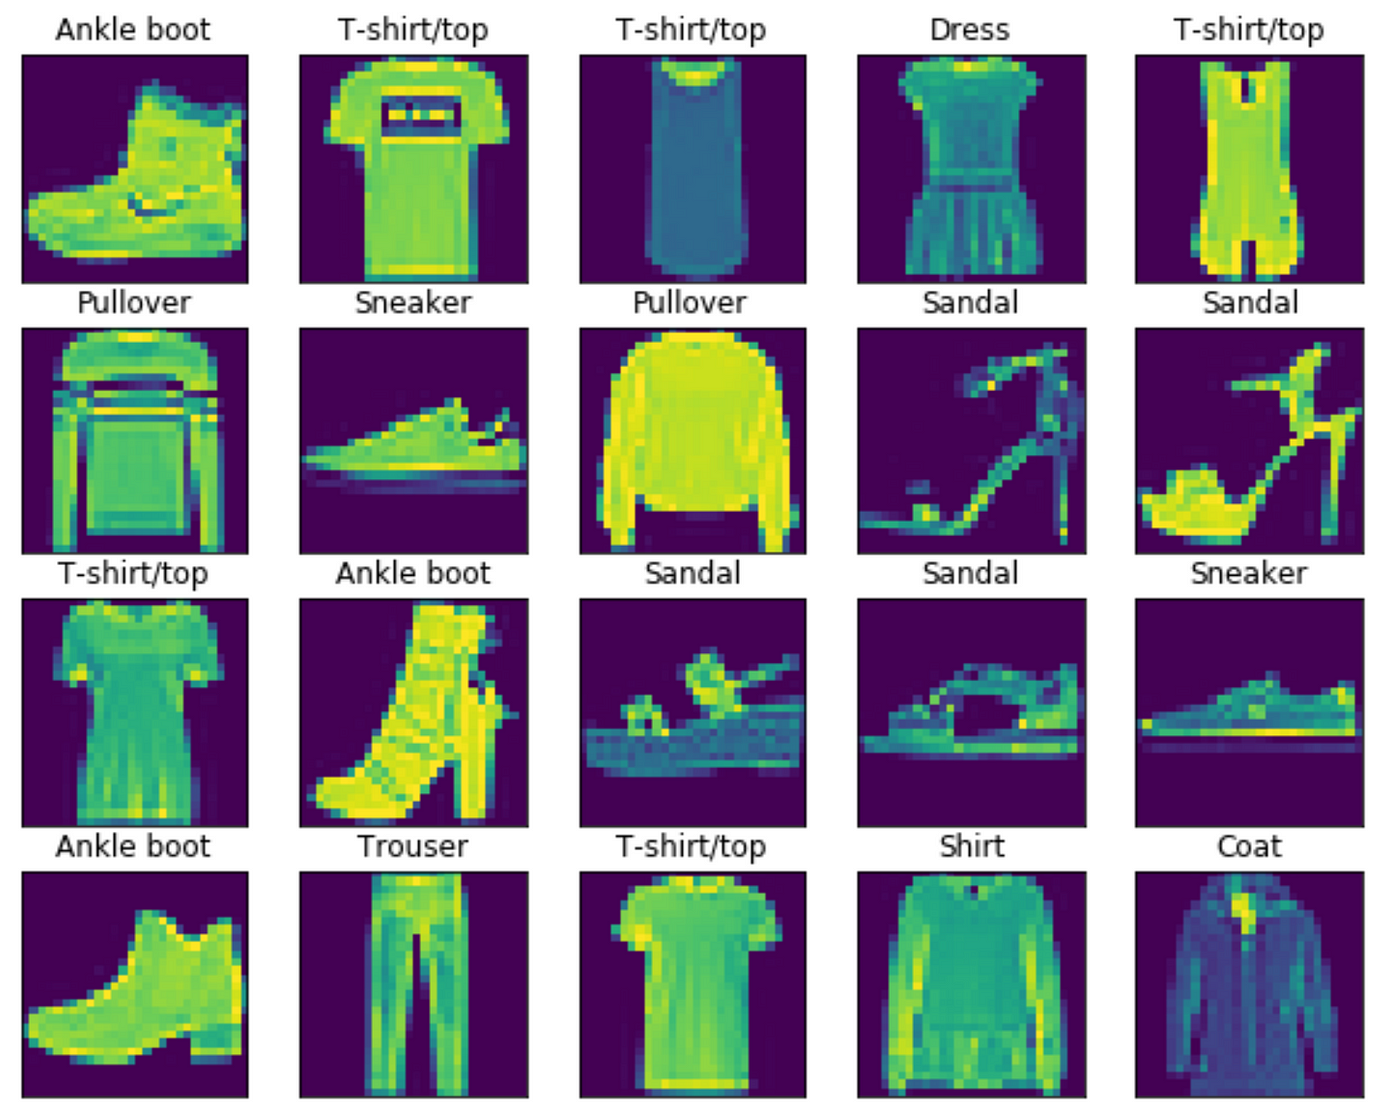 Ankle boot T-shirt/top T-shirt/top Dress T-shirt/top
Pullover Sneaker Pullover Sandal Sandal
T-shirt/top Ankle boot Sandal Sandal Sneaker
Ankle boot Trouser T-shirt/top Shirt Coat